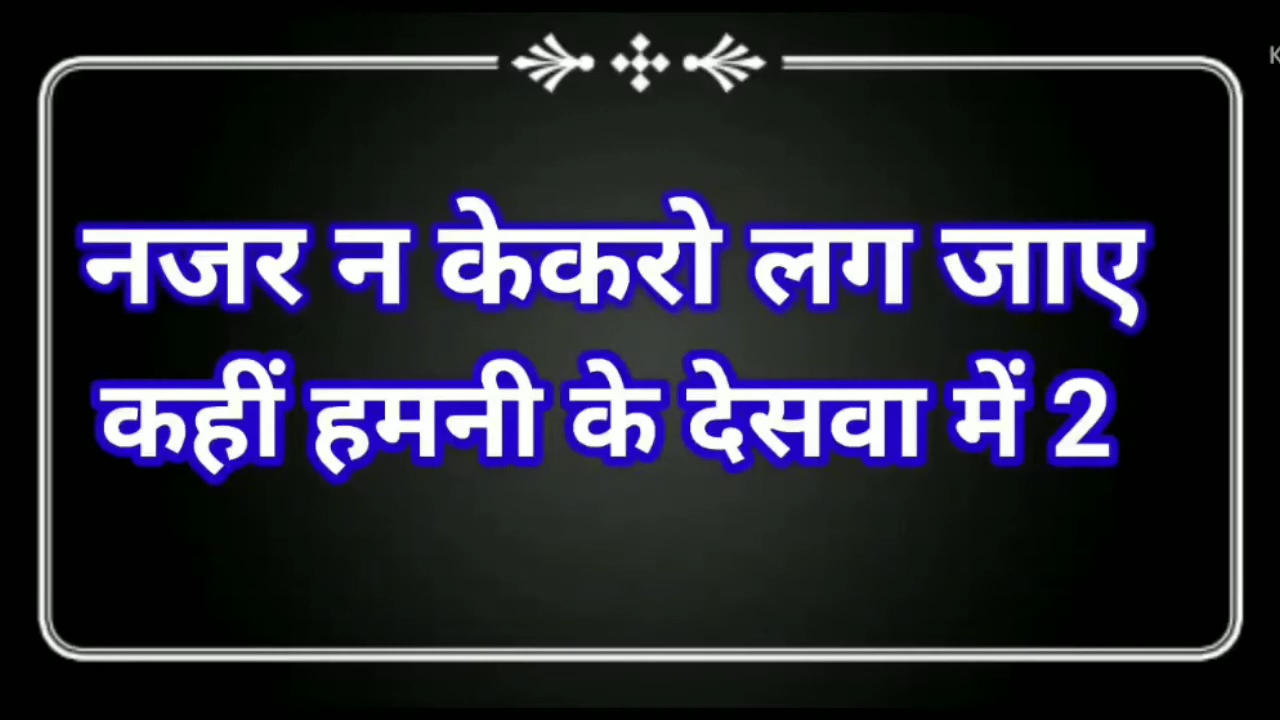 नजर न केकरो लग जाए
कहीं हमनी के देसवा में 2